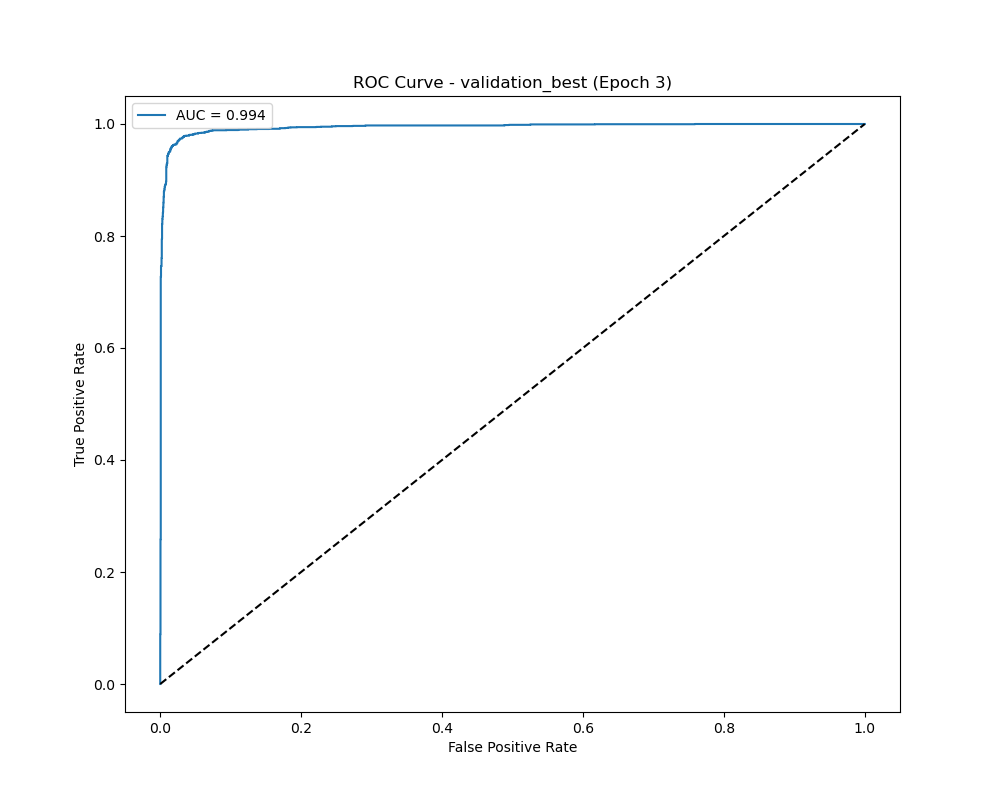 ROC Curve - validation_best (Epoch 3)
AUC = 0.994
True Positive Rate
1.0
0.8
0.6
0.4
0.2
0.0
0.0 0.2 0.4 0.6 0.8 1.0
False Positive Rate